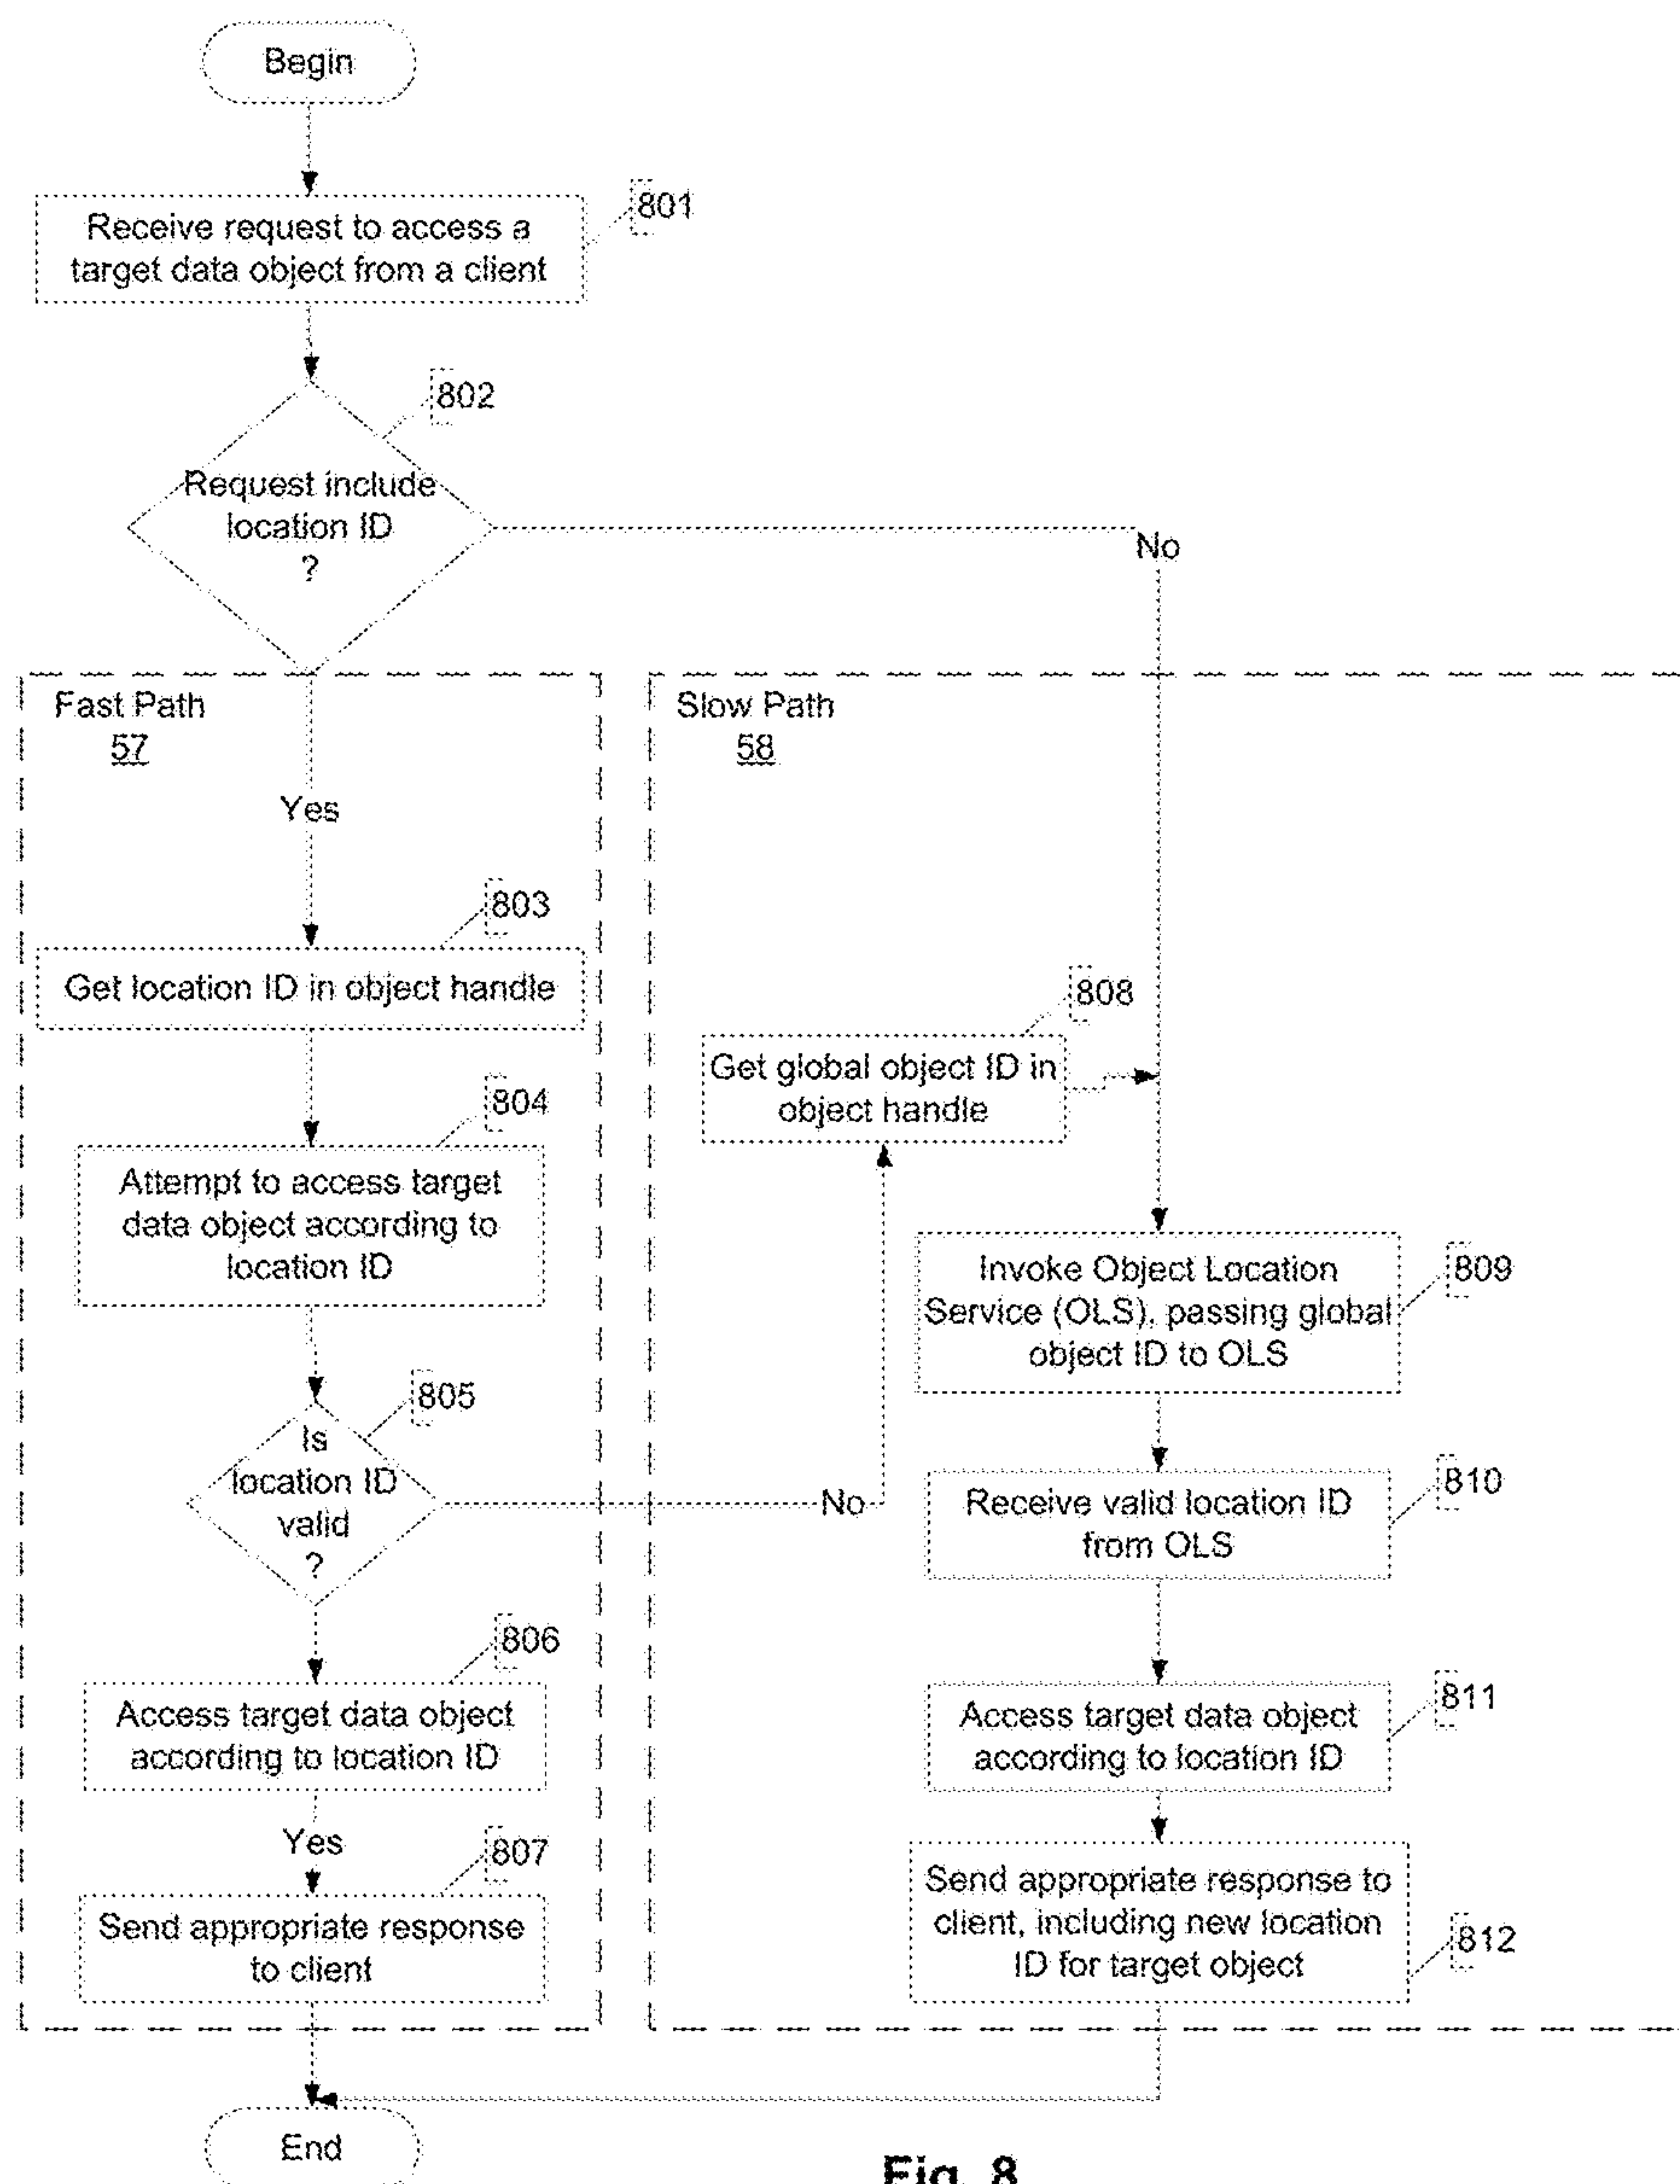 Begin
801
Receive request to access a
target data object from a client
802
Request include
location ID
?
No
Fast Path
57
Slow Path
58
Yes
803
Get location ID in object handle
808
Get global object ID in
object handle
804
Attempt to access target
data object according to
location ID
809
Invoke Object Location
Service (OLS), passing global
object ID to OLS
805
Is
location ID
valid
?
No
810
Receive valid location ID
from OLS
806
Access target data object
according to location ID
811
Access target data object
according to location ID
Yes
807
Send appropriate response
to client
Send appropriate response to
client, including new location
ID for target object
812
End
Fig. 8